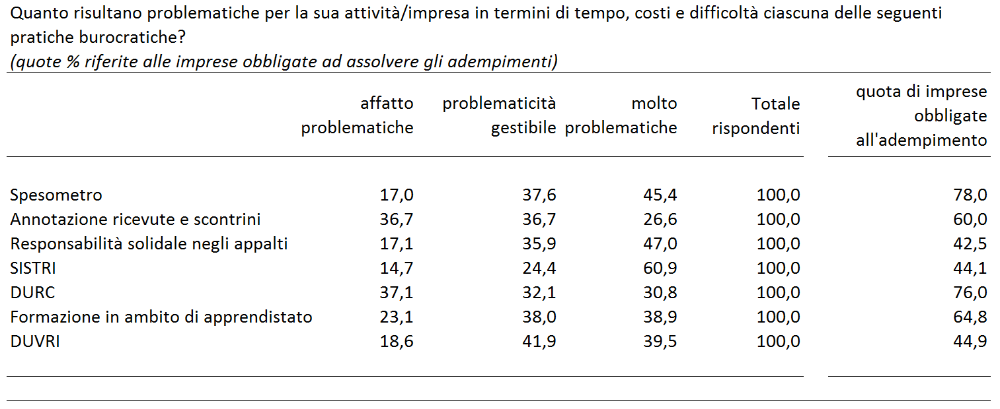 Quanto risultano problematiche per la sua attività/impresa in termini di tempo, costi e difficoltà ciascuna delle seguenti
pratiche burocratiche?
(quote % riferite alle imprese obbligate ad assolvere gli adempimenti)
affatto problematiche problematicità gestibile molto problematiche Totale rispondenti quota di imprese obbligate all'adempimento
Spesometro 17,0 37,6 45,4 100,0 78,0
Annotazione ricevute e scontrini 36,7 36,7 26,6 100,0 60,0
Responsabilità solidale negli appalti 17,1 35,9 47,0 100,0 42,5
SISTRI 14,7 24,4 60,9 100,0 44,1
DURC 37,1 32,1 30,8 100,0 76,0
Formazione in ambito di apprendistato 23,1 38,0 38,9 100,0 64,8
DUVRI 18,6 41,9 39,5 100,0 44,9